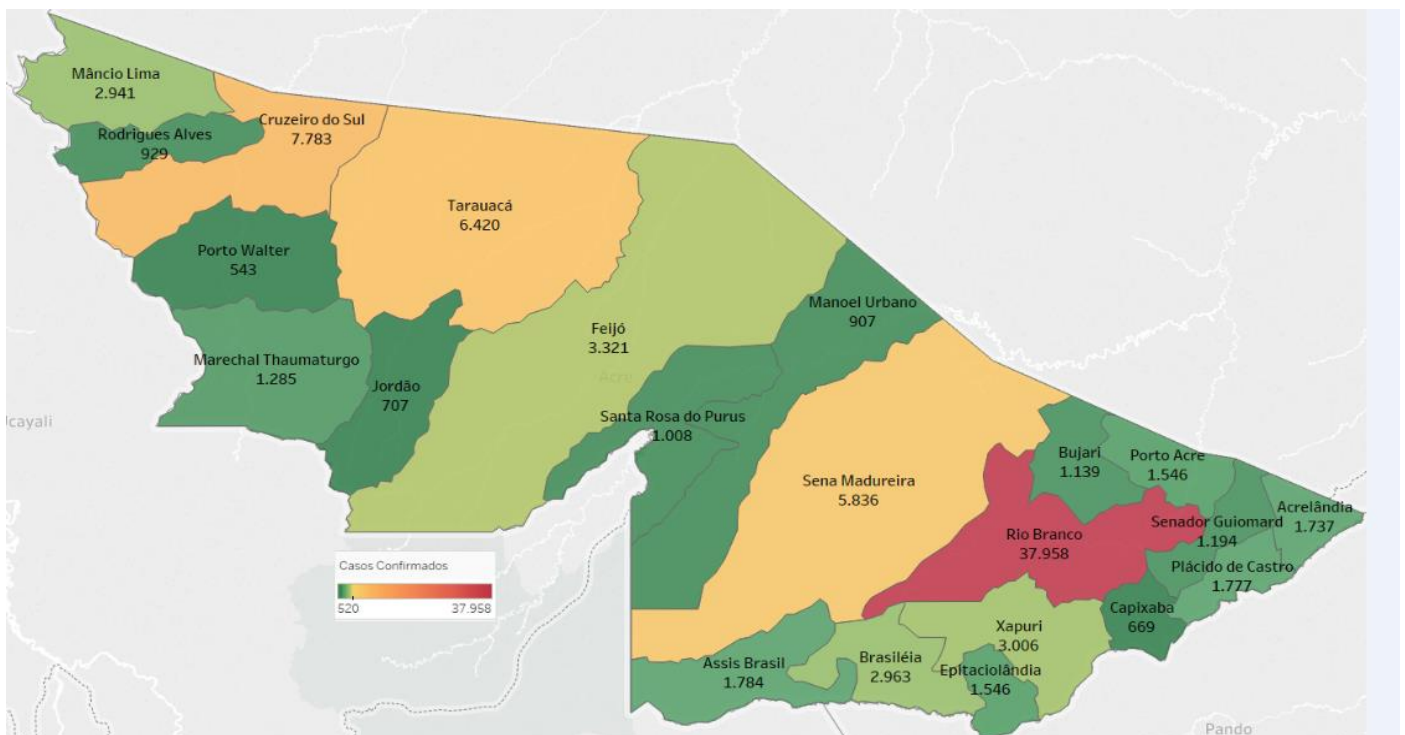 Mâncio Lima
2.941
Cruzeiro do Sul
7.783
Rodrigues Alves
929
Tarauacá
6.420
Porto Walter
543
Manoel Urbano
907
Feijó
3.321
Marechal Thaumaturgo
1.285
Jordão
707
Acre
Ucayali
Santa Rosa do Purus
1.008
Bujari
1.139
Porto Acre
1.546
Sena Madureira
5.836
Acrelândia
1.737
Senador Guiomard
1.194
Rio Branco
37.958
Plácido de Castro
1.777
Casos Confirmados
520 37.958
Capixaba
669
Xapuri
3.006
Assis Brasil
1.784
Brasiléia
2.963
Epitaciolândia
1.546
Pando